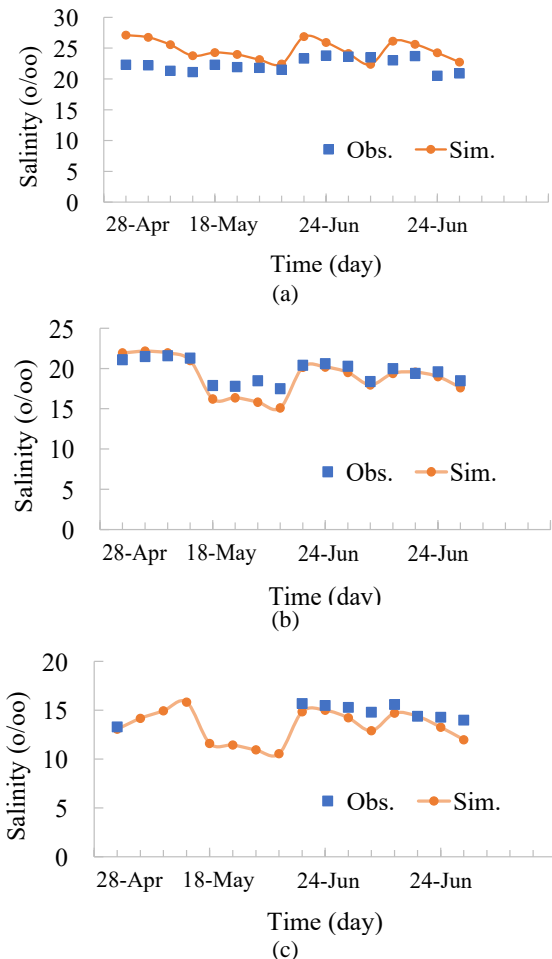 30
25
20
15
10
5
0
Salinity (o/oo)
Obs. Sim.
28-Apr 18-May 24-Jun 24-Jun
Time (day)
(a)
25
20
15
10
5
0
Salinity (o/oo)
Obs. Sim.
28-Apr 18-May 24-Jun 24-Jun
Time (day)
(b)
20
15
10
5
0
Salinity (o/oo)
Obs. Sim.
28-Apr 18-May 24-Jun 24-Jun
Time (day)
(c)